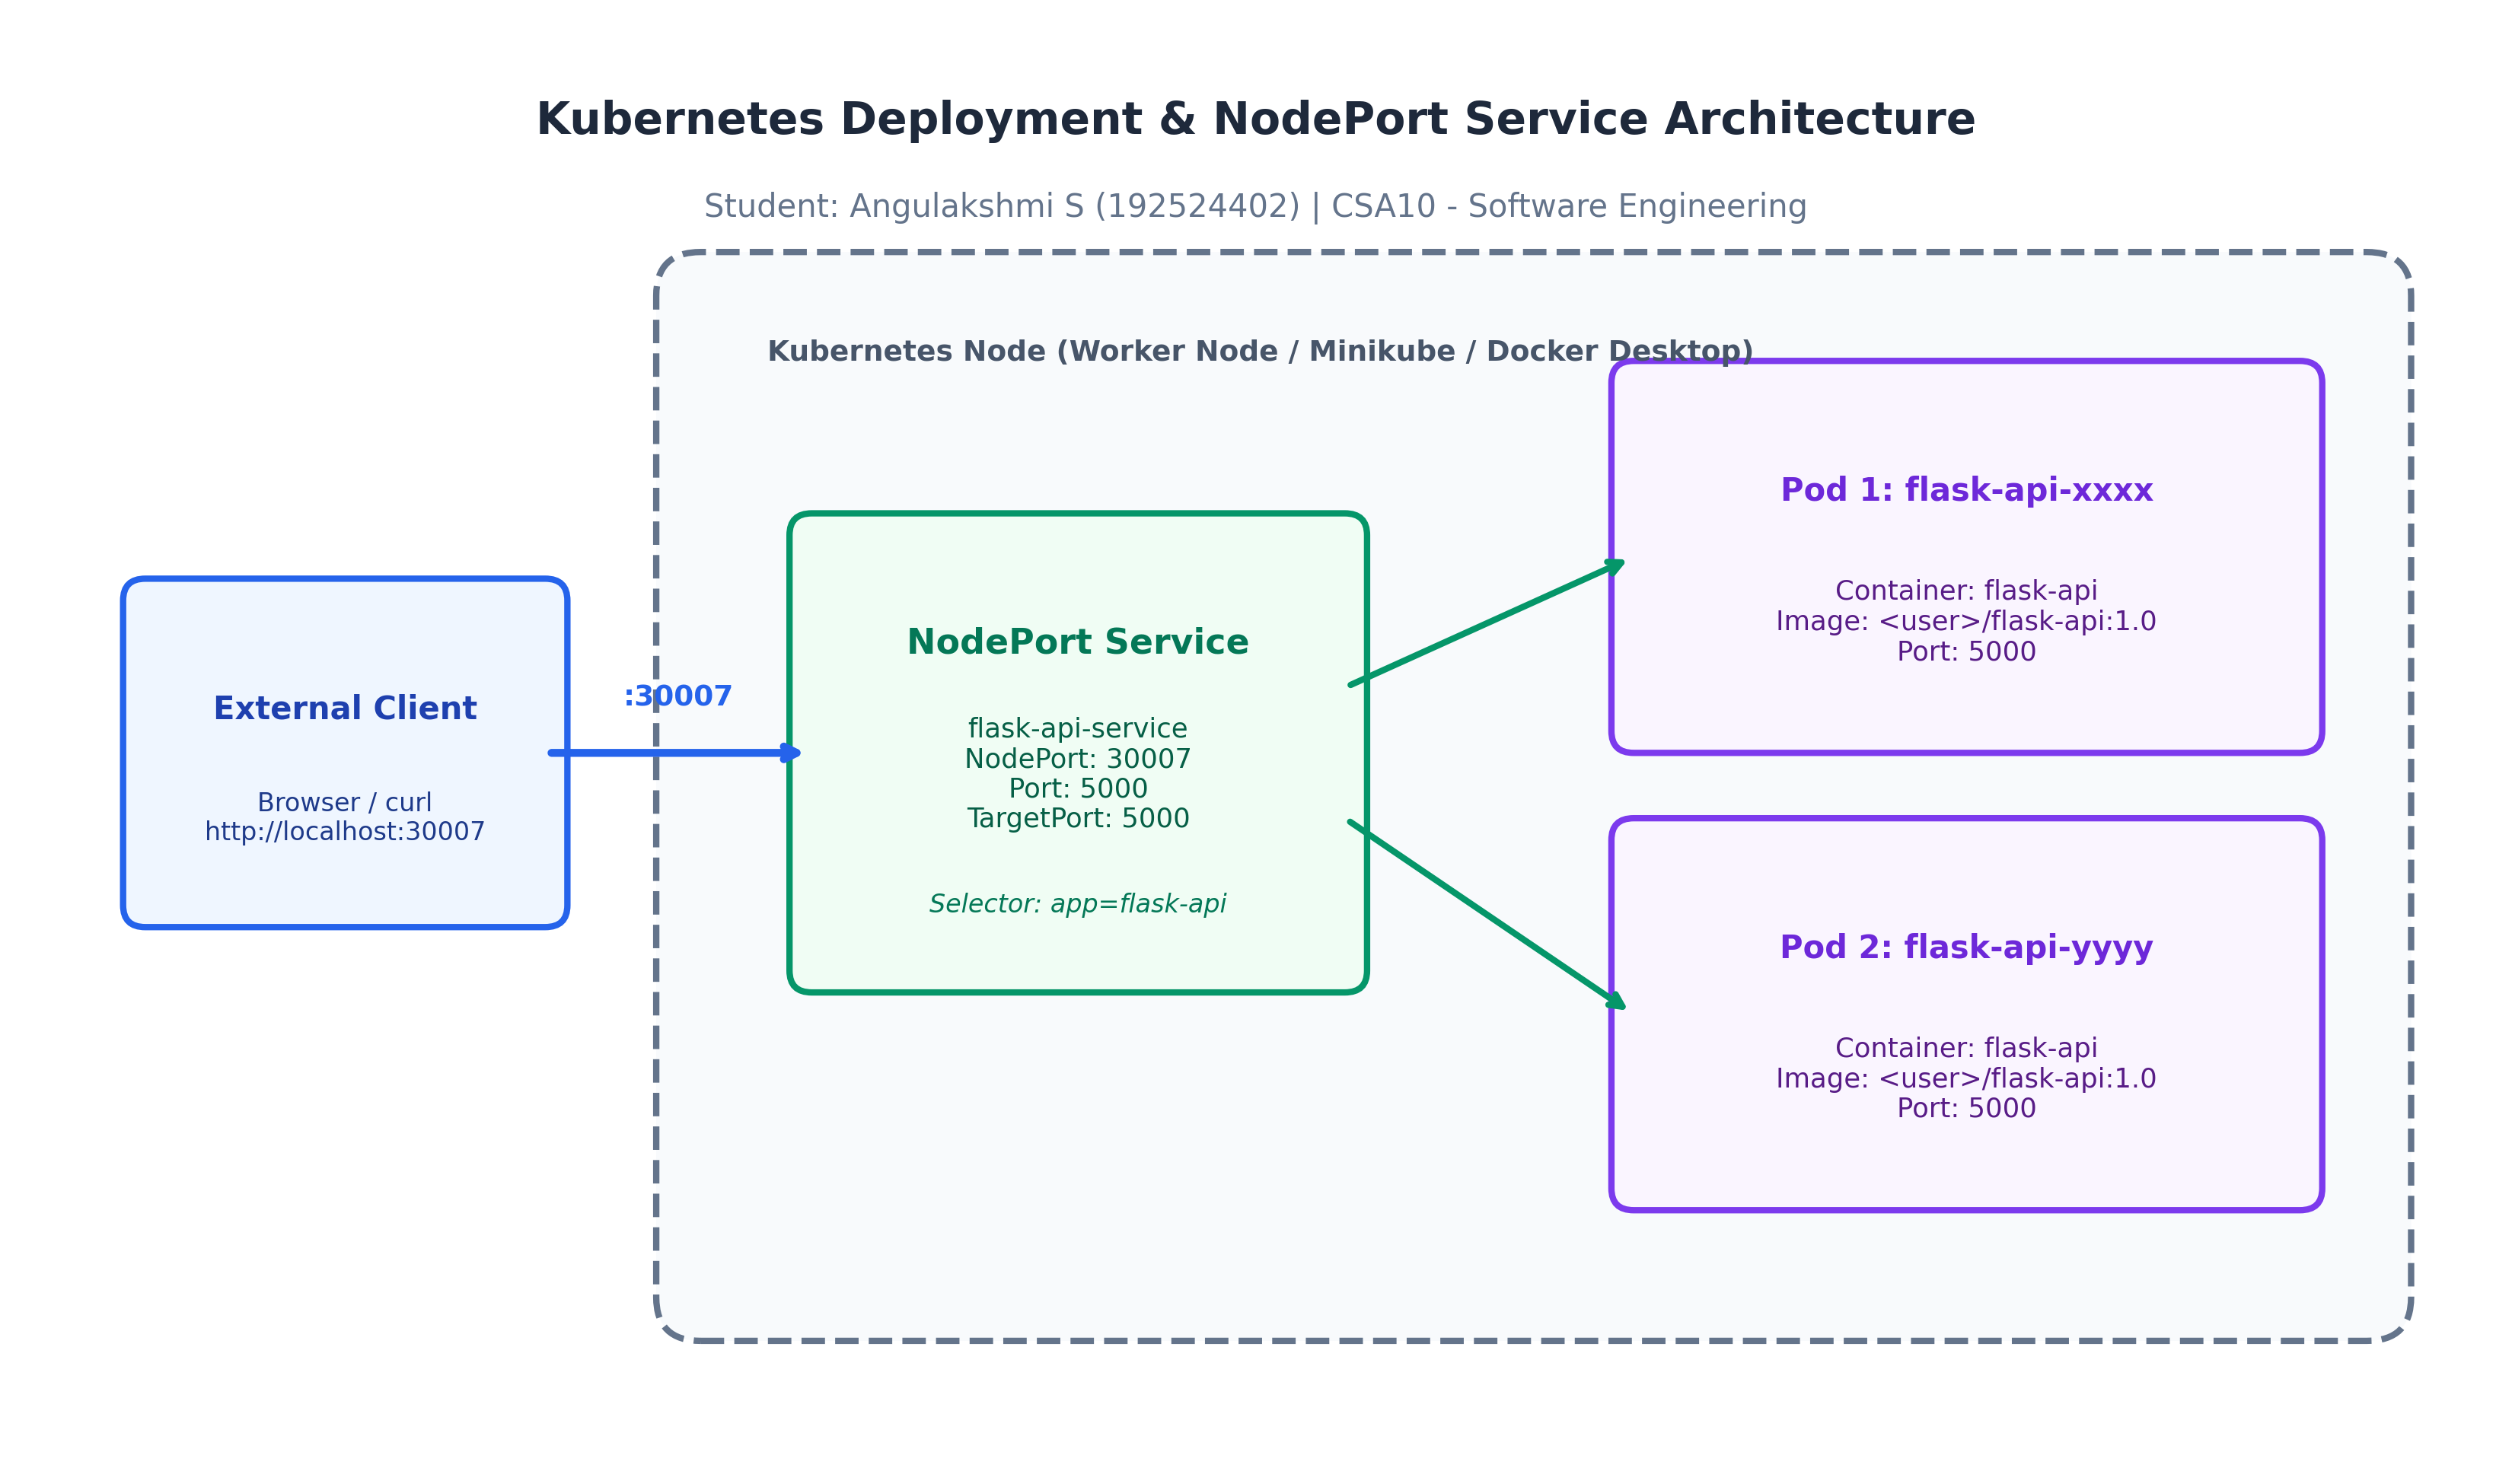 Kubernetes Deployment & NodePort Service Architecture
Student: Angulakshmi S (192524402) | CSA10 - Software Engineering
Kubernetes Node (Worker Node / Minikube / Docker Desktop)
External Client
Browser / curl
http://localhost:30007
:30007
NodePort Service
flask-api-service
NodePort: 30007
Port: 5000
TargetPort: 5000
Selector: app=flask-api
Pod 1: flask-api-xxxx
Container: flask-api
Image: <user>/flask-api:1.0
Port: 5000
Pod 2: flask-api-yyyy
Container: flask-api
Image: <user>/flask-api:1.0
Port: 5000